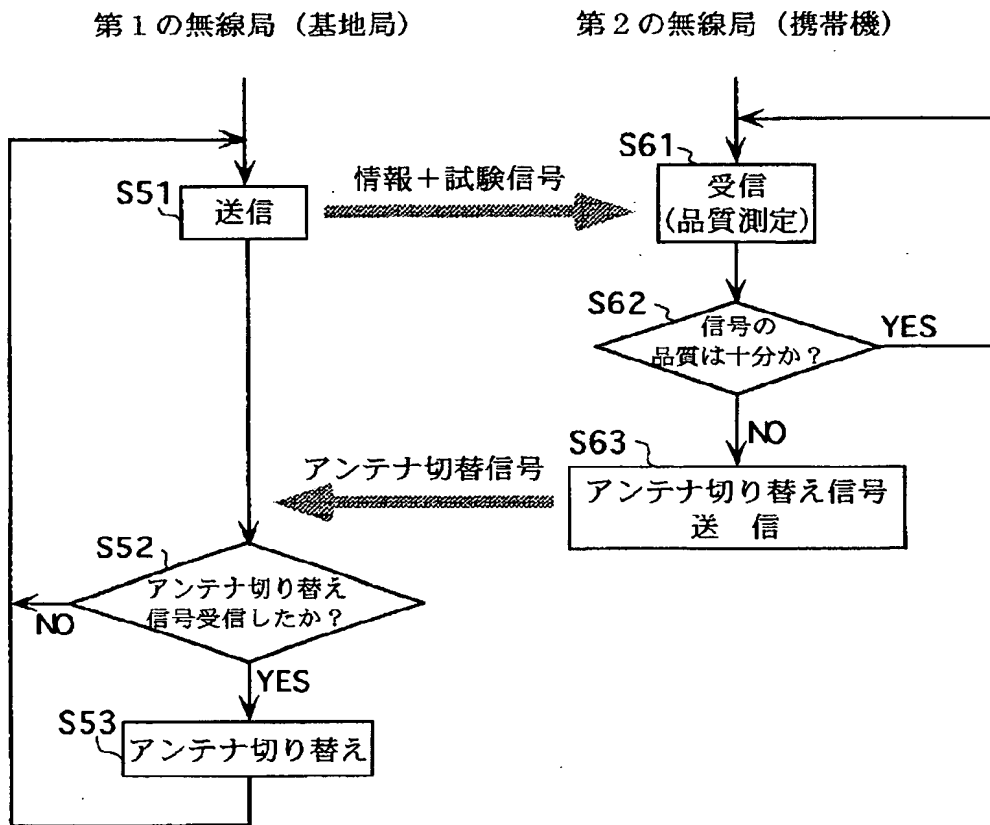 第１の無線局（基地局）
第２の無線局（携帯機）
S51
送信
情報＋試験信号
S61
受信
(品質測定)
S62
信号の
品質は十分か？
YES
NO
S63
アンテナ切り替え信号
送　信
アンテナ切替信号
S52
アンテナ切り替え
信号受信したか？
NO
YES
S53
アンテナ切り替え